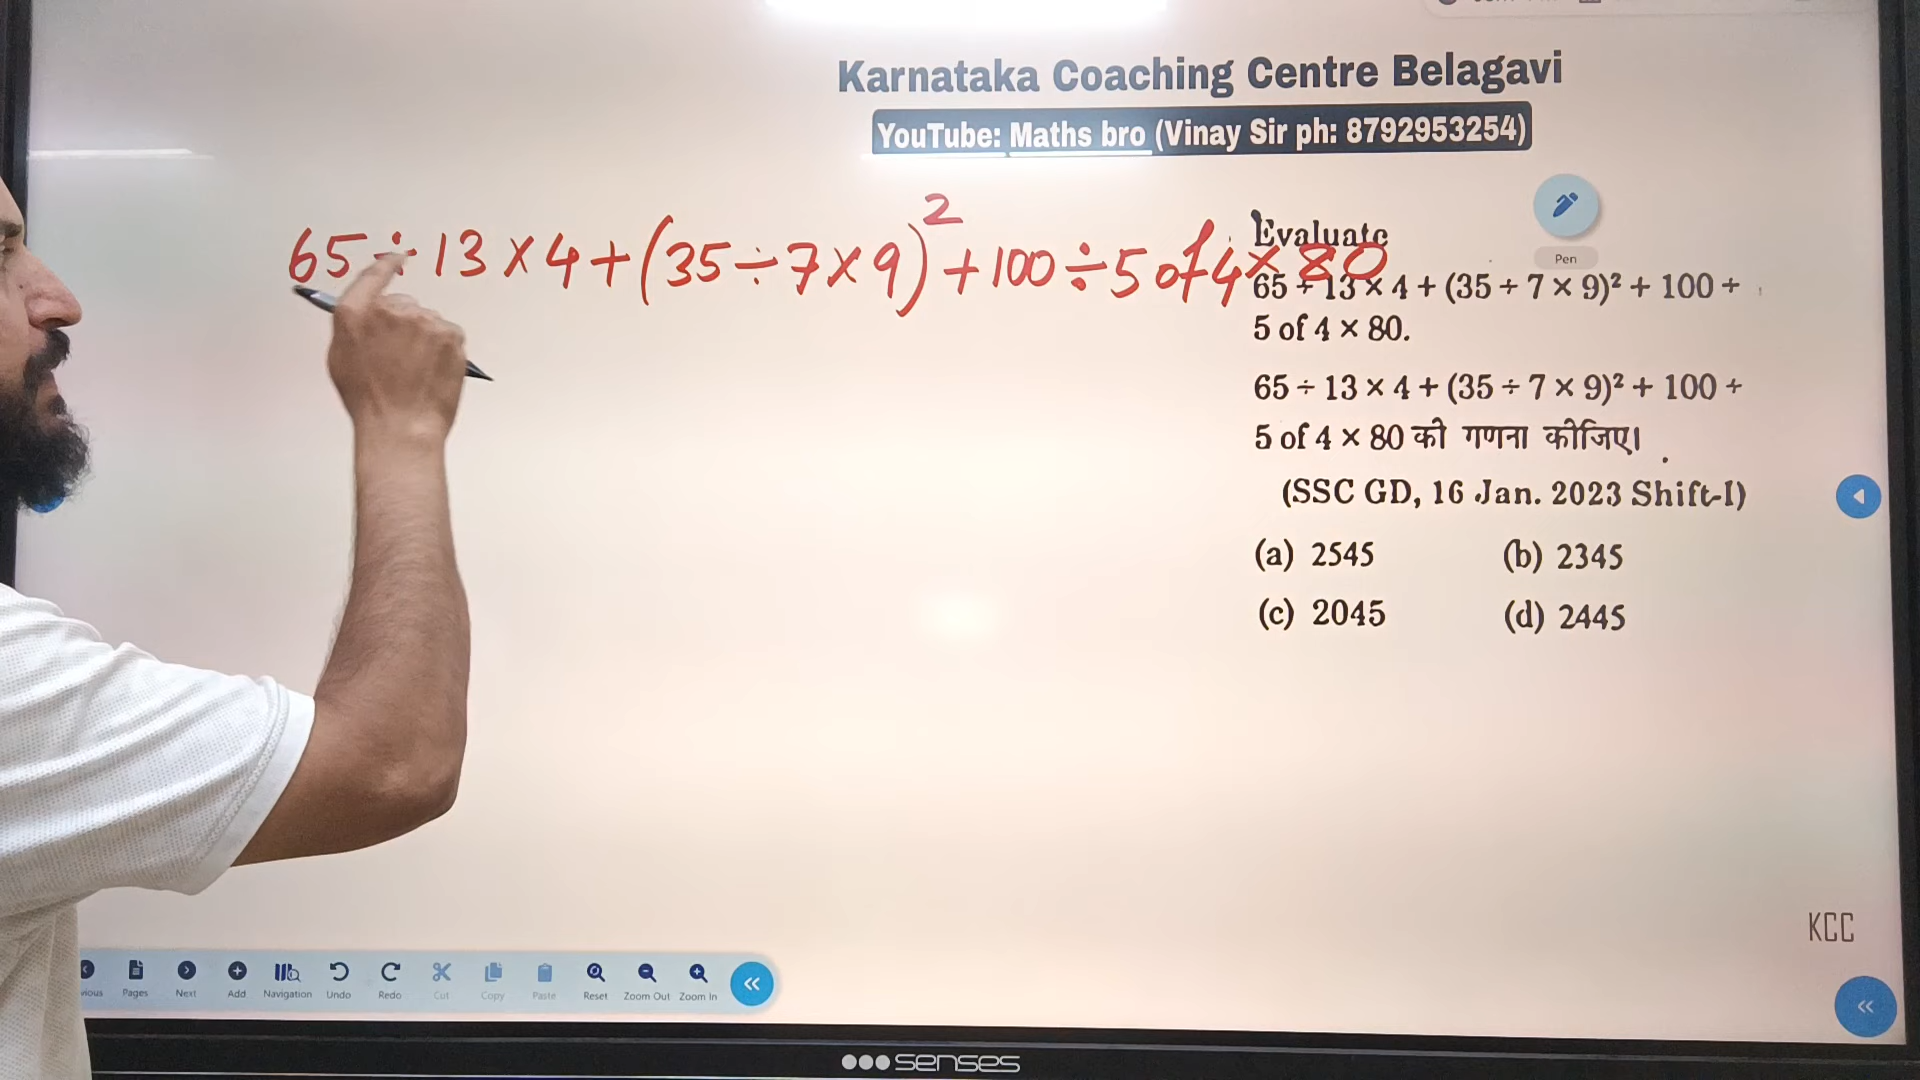 Karnataka Coaching Centre Belagavi
YouTube: Maths bro (Vinay Sir ph: 8792953254)
65 ÷ 13 × 4 + (35 ÷ 7 × 9)² + 100 ÷ 5 of 4 × 80
Pen
Evaluate
65 ÷ 13 × 4 + (35 ÷ 7 × 9)² + 100 ÷
5 of 4 × 80.
65 ÷ 13 × 4 + (35 ÷ 7 × 9)² + 100 ÷
5 of 4 × 80 की गणना कीजिए।
(SSC GD, 16 Jan. 2023 Shift-I)
(a) 2545 (b) 2345
(c) 2045 (d) 2445
KCC
Pages Next Add Navigation Undo Redo Cut Copy Paste Reset Zoom Out Zoom In
senses